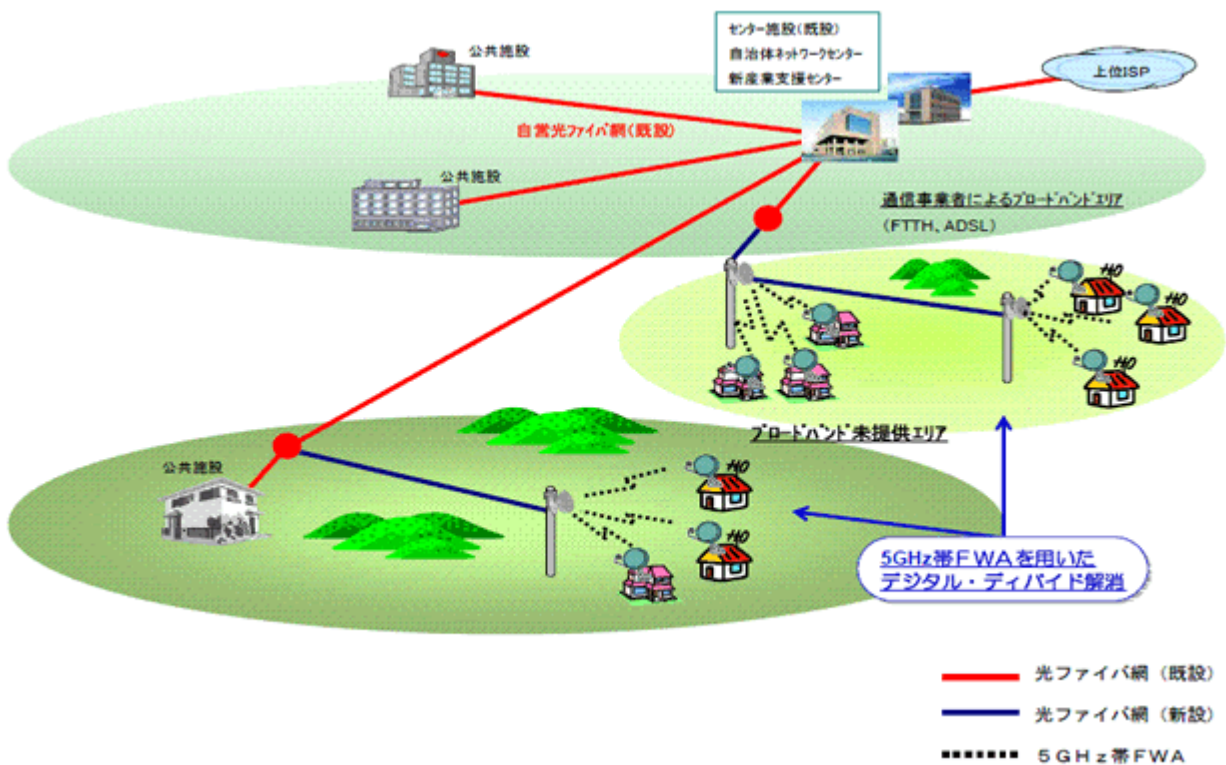 公共施設
センター施設(既設)
自治体ネットワークセンター
新産業支援センター
上位ISP
自営光ファイバ網(既設)
公共施設
通信事業者によるブロードバンドエリア
(FTTH、ADSL)
ブロードバンド未提供エリア
公共施設
5GHz帯FWAを用いた
デジタル・ディバイド解消
光ファイバ網(既設)
光ファイバ網(新設)
5GHz帯FWA